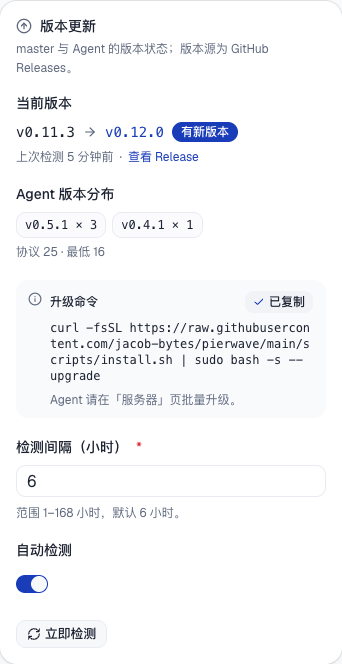 版本更新
master 与 Agent 的版本状态；版本源为 GitHub
Releases。
当前版本
v0.11.3 → v0.12.0 有新版本
上次检测 5 分钟前 · 查看 Release
Agent 版本分布
v0.5.1 × 3 v0.4.1 × 1
协议 25 · 最低 16
升级命令 已复制
curl -fsSL https://raw.githubusercon
tent.com/jacob-bytes/pierwave/main/s
cripts/install.sh | sudo bash -s --
upgrade
Agent 请在「服务器」页批量升级。
检测间隔（小时） *
6
范围 1–168 小时，默认 6 小时。
自动检测
立即检测